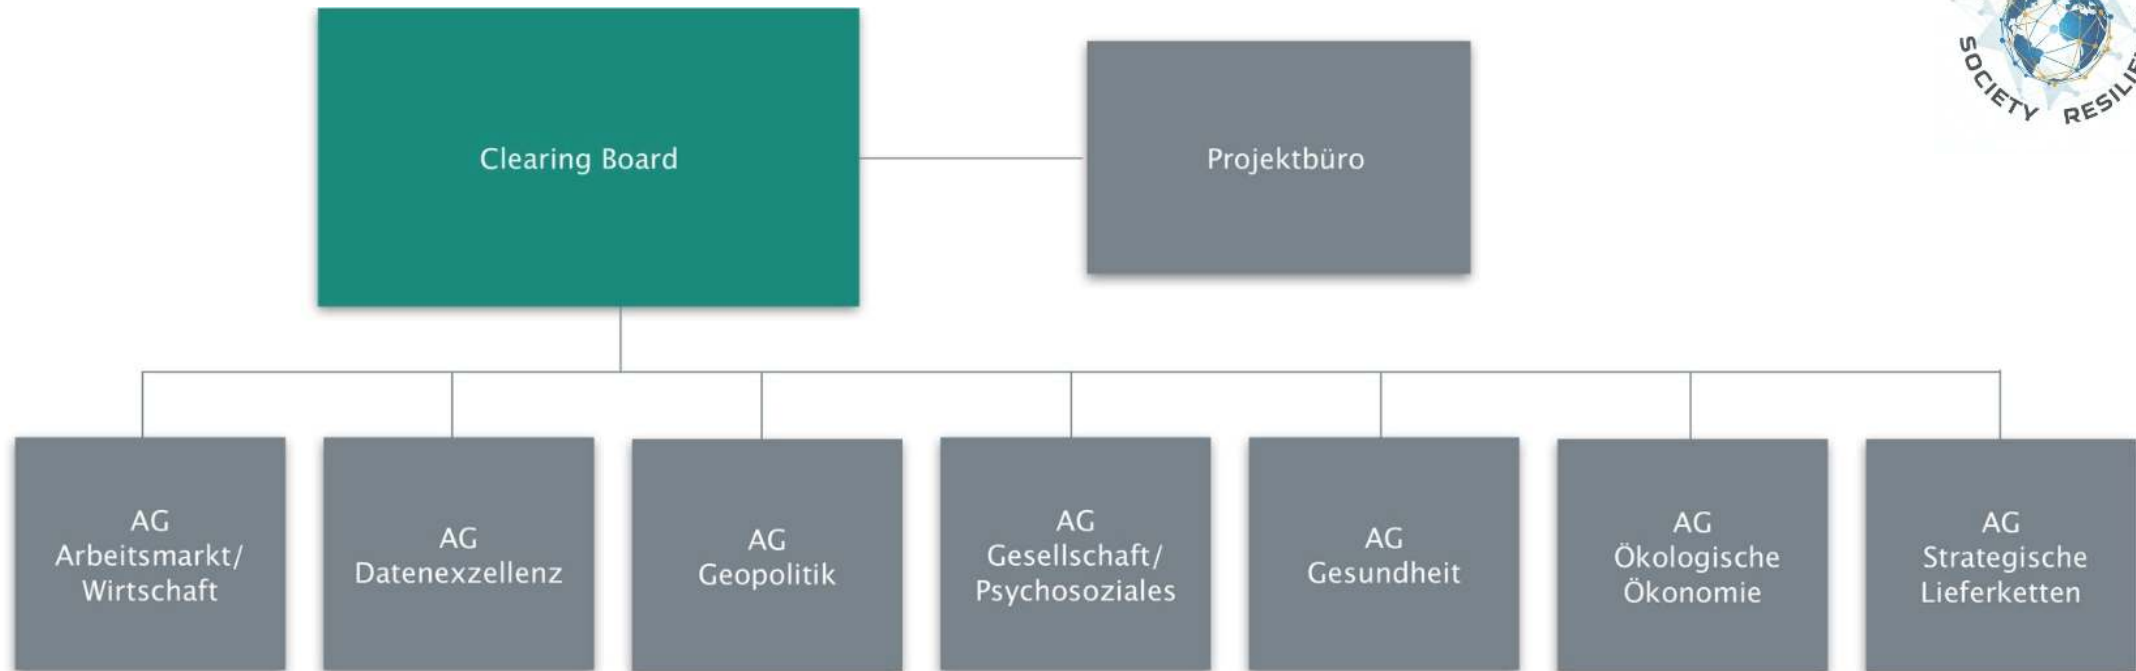 Clearing Board
Projektbüro
SOCIETY
AG
Arbeitsmarkt/
Wirtschaft
AG
Datenexzellenz
AG
Geopolitik
AG
Gesellschaft/
Psychosoziales
AG
Gesundheit
AG
Ökologische
Ökonomie
AG
Strategische
Lieferketten